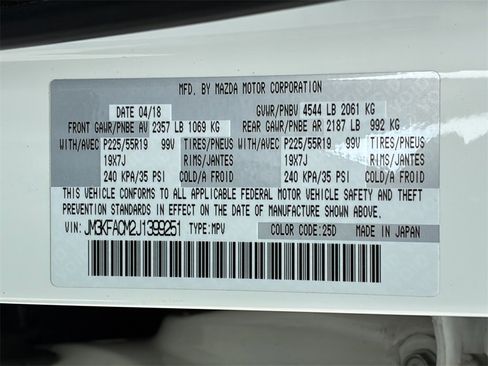 MFD. BY MAZDA MOTOR CORPORATION
DATE 04/18 GVWR/PNBV 4544 LB 2061 KG
FRONT GAWR/PNBE AV 2357 LB 1069 KG REAR GAWR/PNBE AR 2187 LB 992 KG
WITH/AVEC P225/55R19 99V TIRES/PNEUS WITH/AVEC P225/55R19 99V TIRES/PNEUS
19X7J RIMS/JANTES 19X7J RIMS/JANTES
240 KPA/35 PSI COLD/A FROID 240 KPA/35 PSI COLD/A FROID
THIS VEHICLE CONFORMS TO ALL APPLICABLE FEDERAL MOTOR VEHICLE SAFETY AND
THEFT PREVENTION STANDARDS IN EFFECT ON THE DATE OF MANUFACTURE SHOWN ABOVE.
VIN: JM3KFACM2J1399251 TYPE:MPV COLOR CODE:25D MADE IN JAPAN